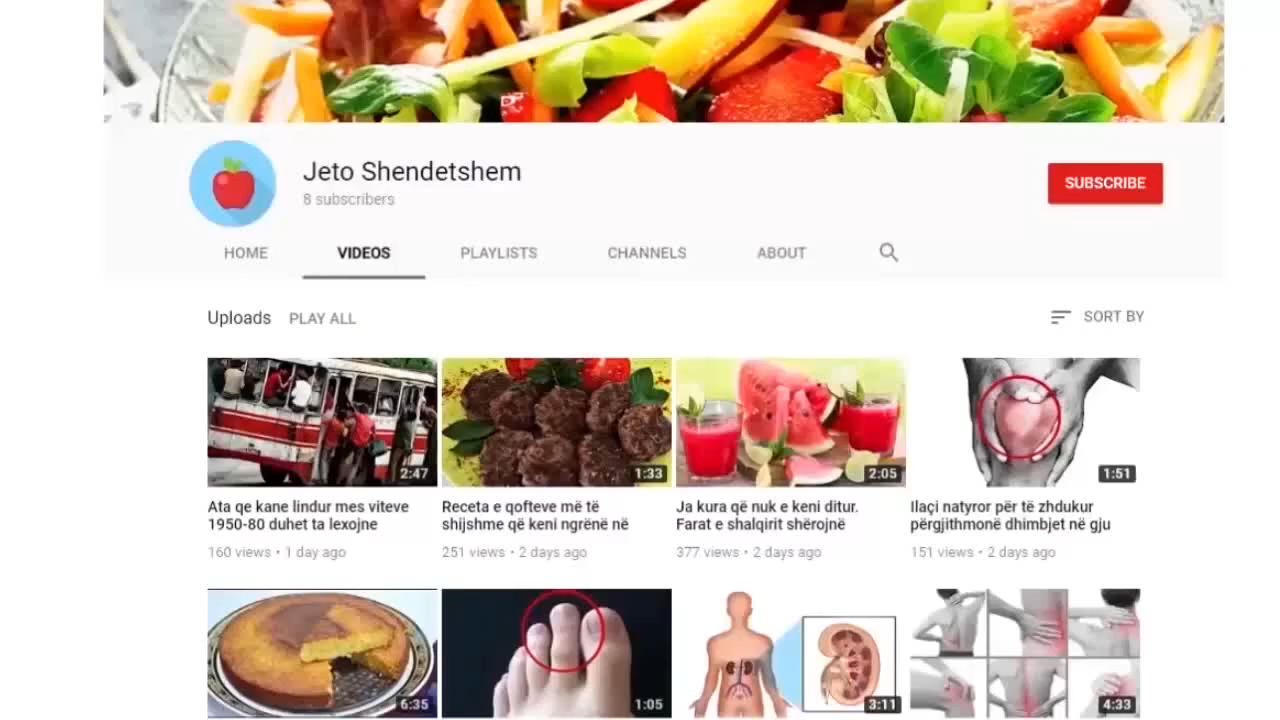 Jeto Shendetshem
8 subscribers
SUBSCRIBE
HOME VIDEOS PLAYLISTS CHANNELS ABOUT
Uploads PLAY ALL SORT BY
2:47 1:33 2:05 1:51
Ata qe kane lindur mes viteve
1950-80 duhet ta lexojne
160 views • 1 day ago
Receta e qofteve më të
shijshme që keni ngrënë në
251 views • 2 days ago
Ja kura që nuk e keni ditur.
Farat e shalqirit shërojnë
377 views • 2 days ago
Ilaçi natyror për të zhdukur
përgjithmonë dhimbjet në gju
151 views • 2 days ago
6:35 1:05 3:11 4:33